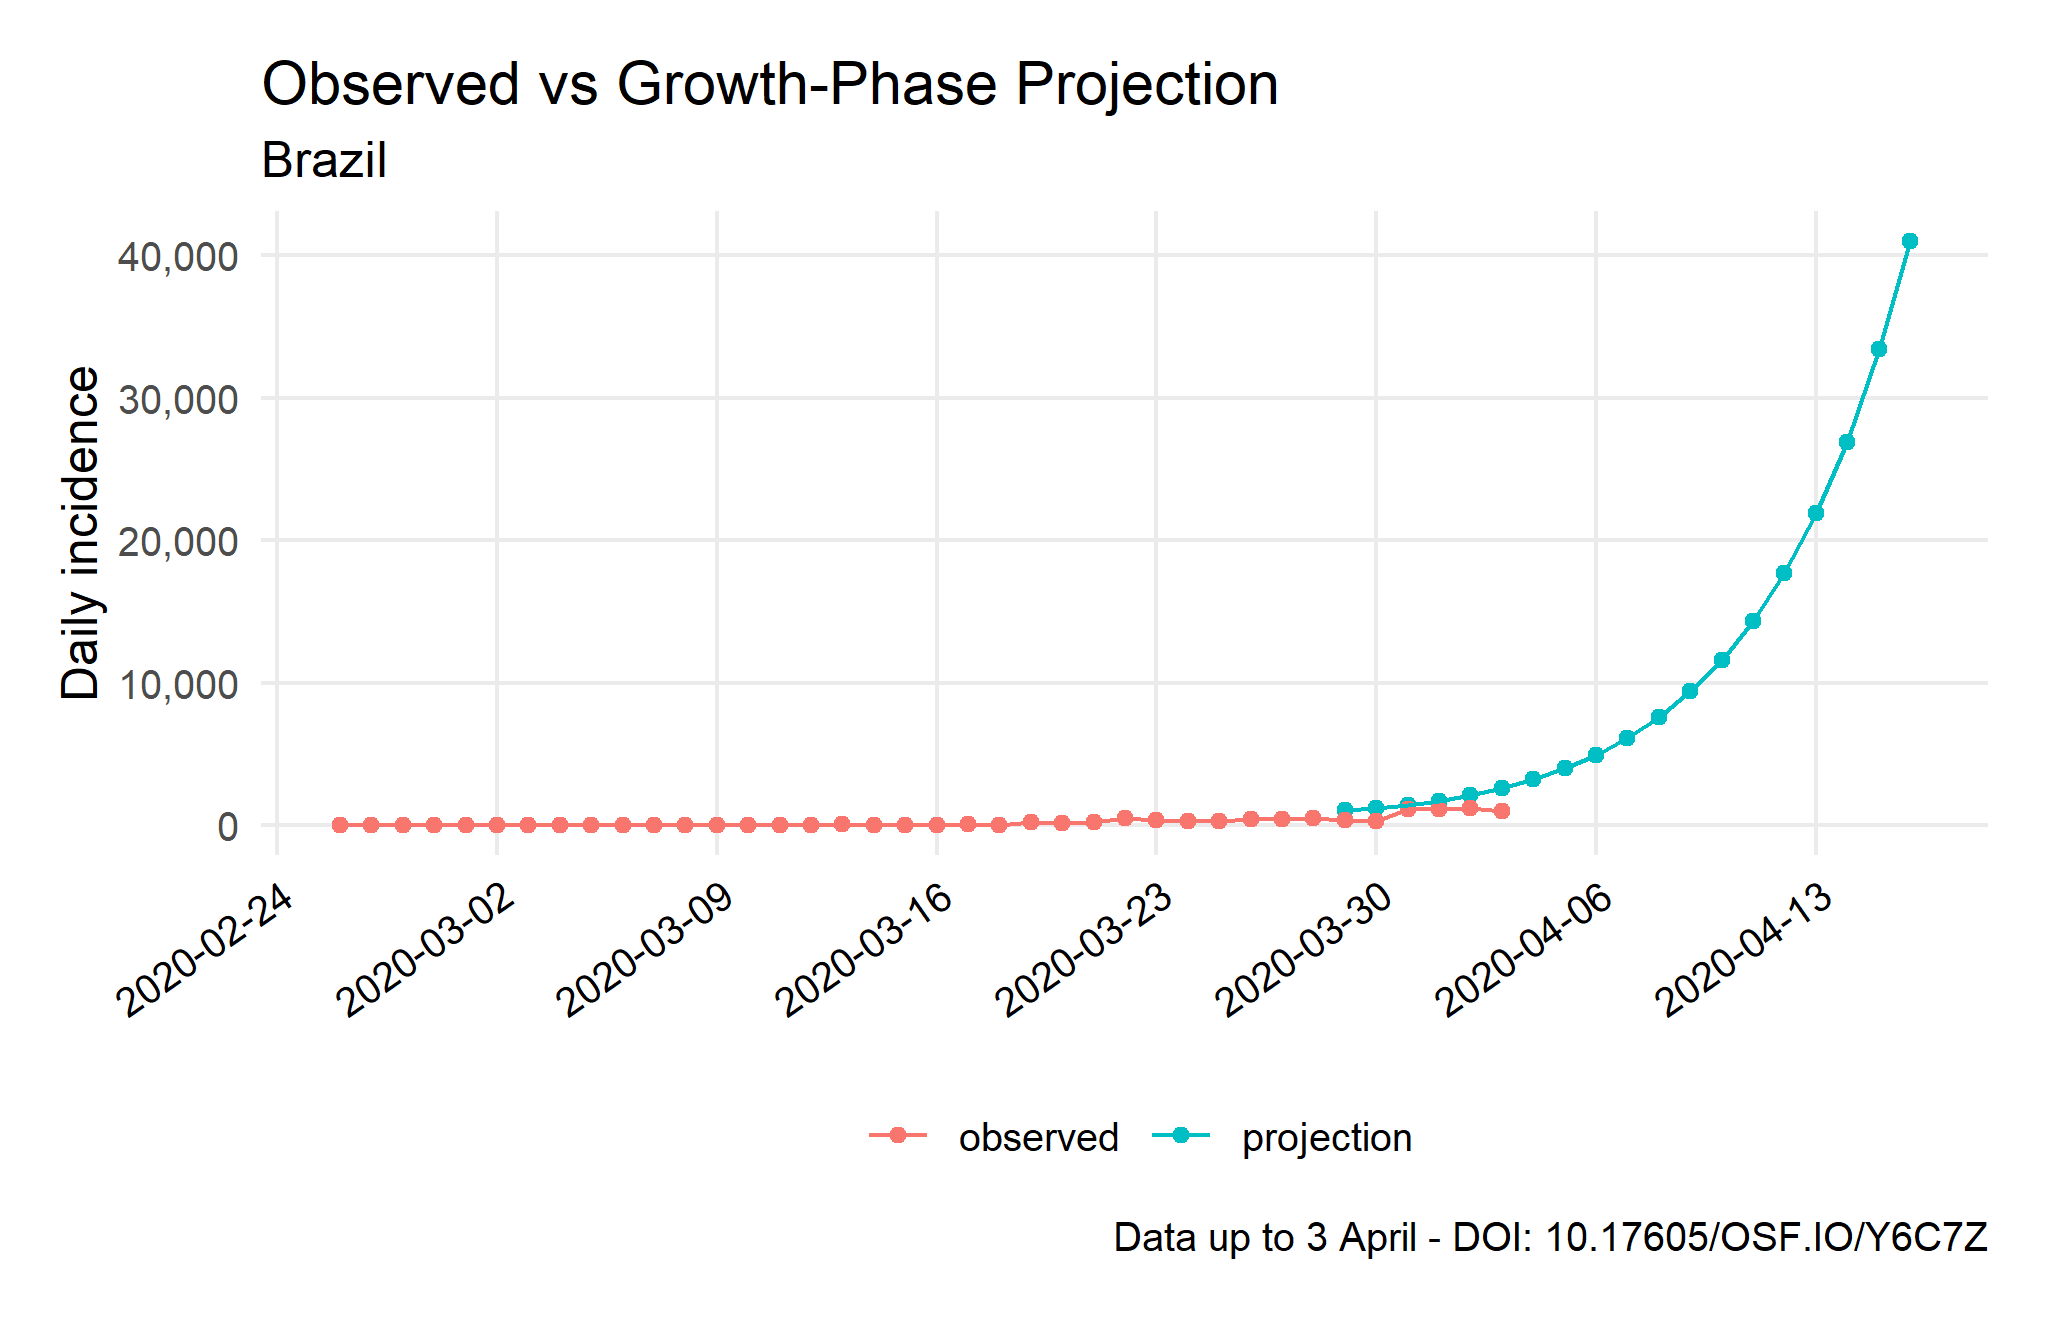 Observed vs Growth-Phase Projection
Brazil
Daily incidence
40,000
30,000
20,000
10,000
0
2020-02-24
2020-03-02
2020-03-09
2020-03-16
2020-03-23
2020-03-30
2020-04-06
2020-04-13
observed
projection
Data up to 3 April - DOI: 10.17605/OSF.IO/Y6C7Z